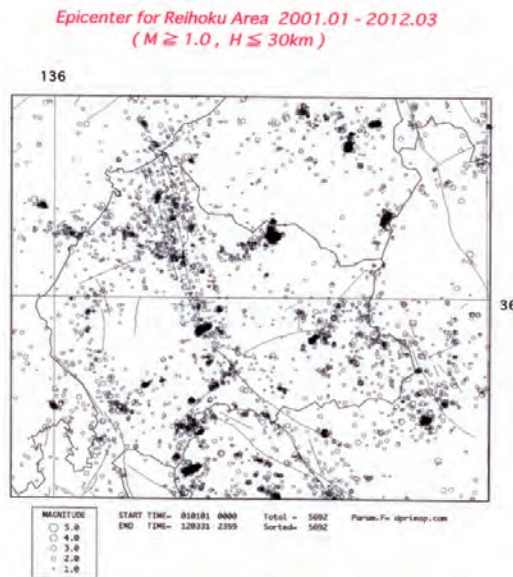 Epicenter for Reihoku Area 2001.01 - 2012.03
( M ≧ 1.0 , H ≦ 30km )
136
36
MAGNITUDE
5.0
4.0
3.0
2.0
1.0
START TIME= 010101 0000 Total = 5692 Param.F= uprimap.com
END TIME= 120331 2359 Sorted= 5692